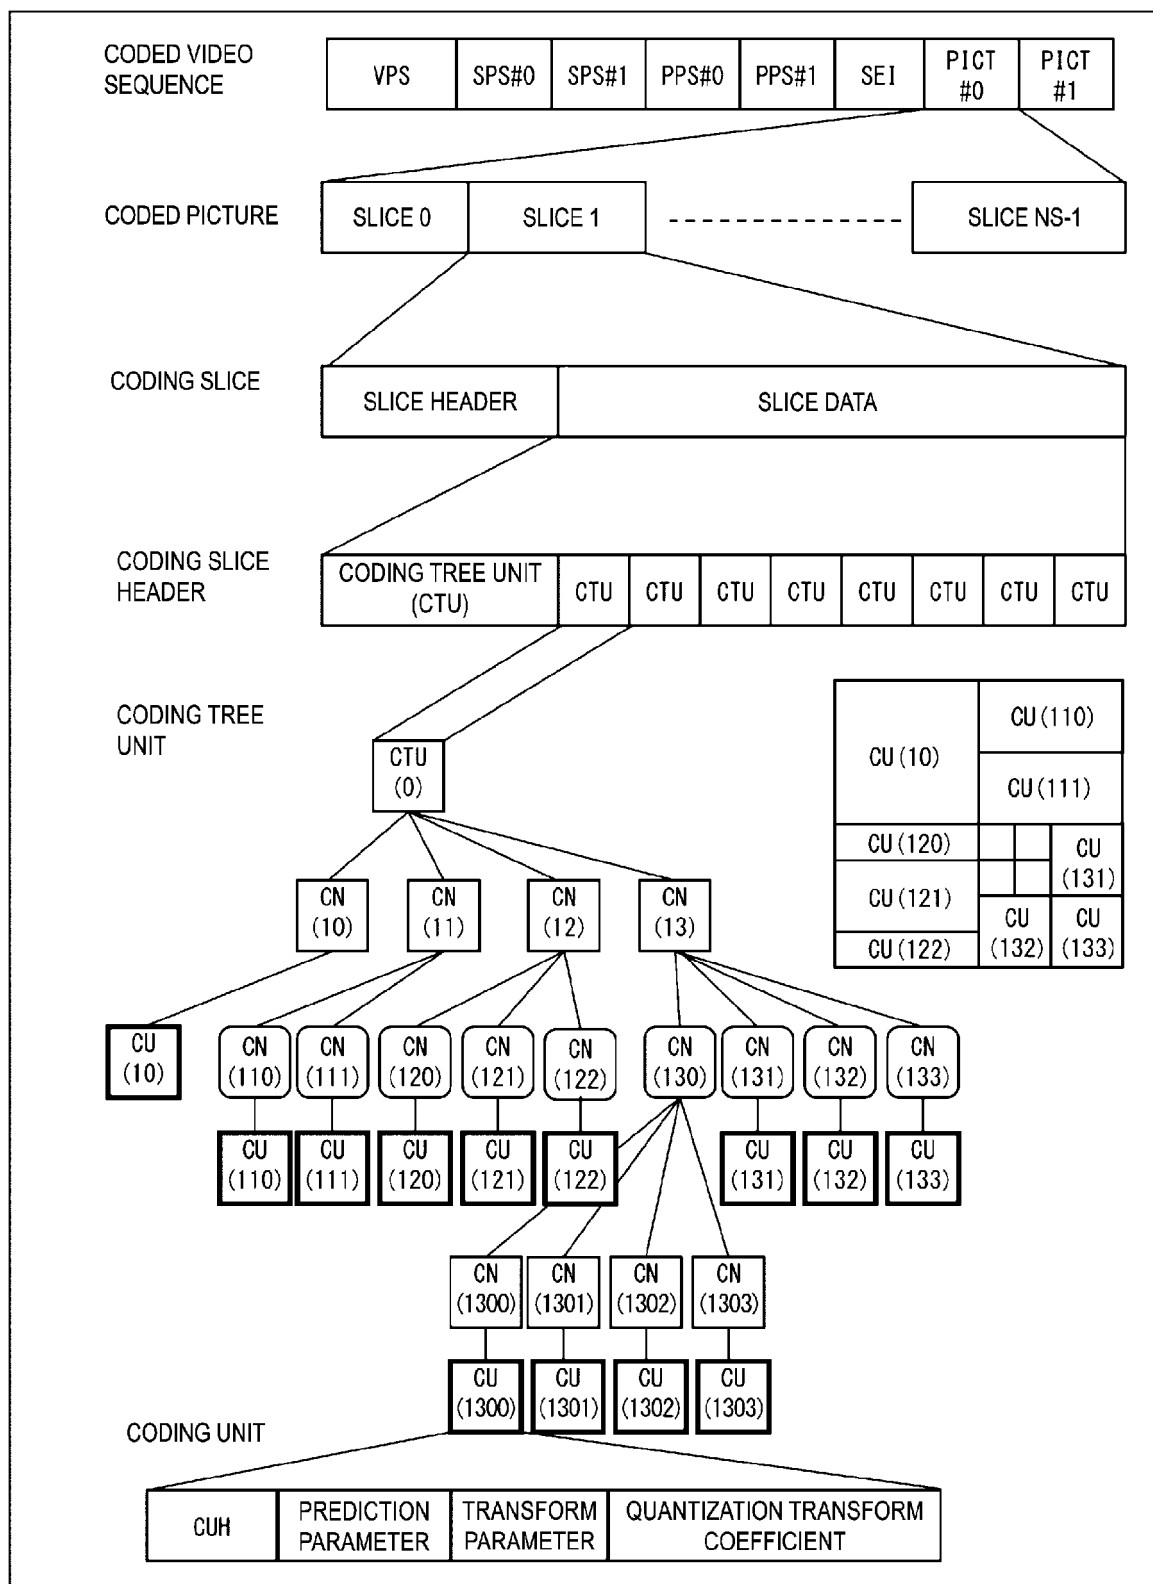 CODED VIDEO
SEQUENCE
VPS
SPS#0
SPS#1
PPS#0
PPS#1
SEI
PICT
#0
PICT
#1
CODED PICTURE
SLICE 0
SLICE 1
SLICE NS-1
CODING SLICE
SLICE HEADER
SLICE DATA
CODING SLICE
HEADER
CODING TREE UNIT
(CTU)
CTU
CTU
CTU
CTU
CTU
CTU
CTU
CTU
CODING TREE
UNIT
CTU
(0)
CU(10)
CU(110)
CU(111)
CU(120)
CU(121)
CU(122)
CU
(131)
CU
(132)
CU
(133)
CN
(10)
CN
(11)
CN
(12)
CN
(13)
CU
(10)
CN
(110)
CN
(111)
CN
(120)
CN
(121)
CN
(122)
CN
(130)
CN
(131)
CN
(132)
CN
(133)
CU
(110)
CU
(111)
CU
(120)
CU
(121)
CU
(122)
CU
(131)
CU
(132)
CU
(133)
CN
(1300)
CN
(1301)
CN
(1302)
CN
(1303)
CU
(1300)
CU
(1301)
CU
(1302)
CU
(1303)
CODING UNIT
CUH
PREDICTION
PARAMETER
TRANSFORM
PARAMETER
QUANTIZATION TRANSFORM
COEFFICIENT